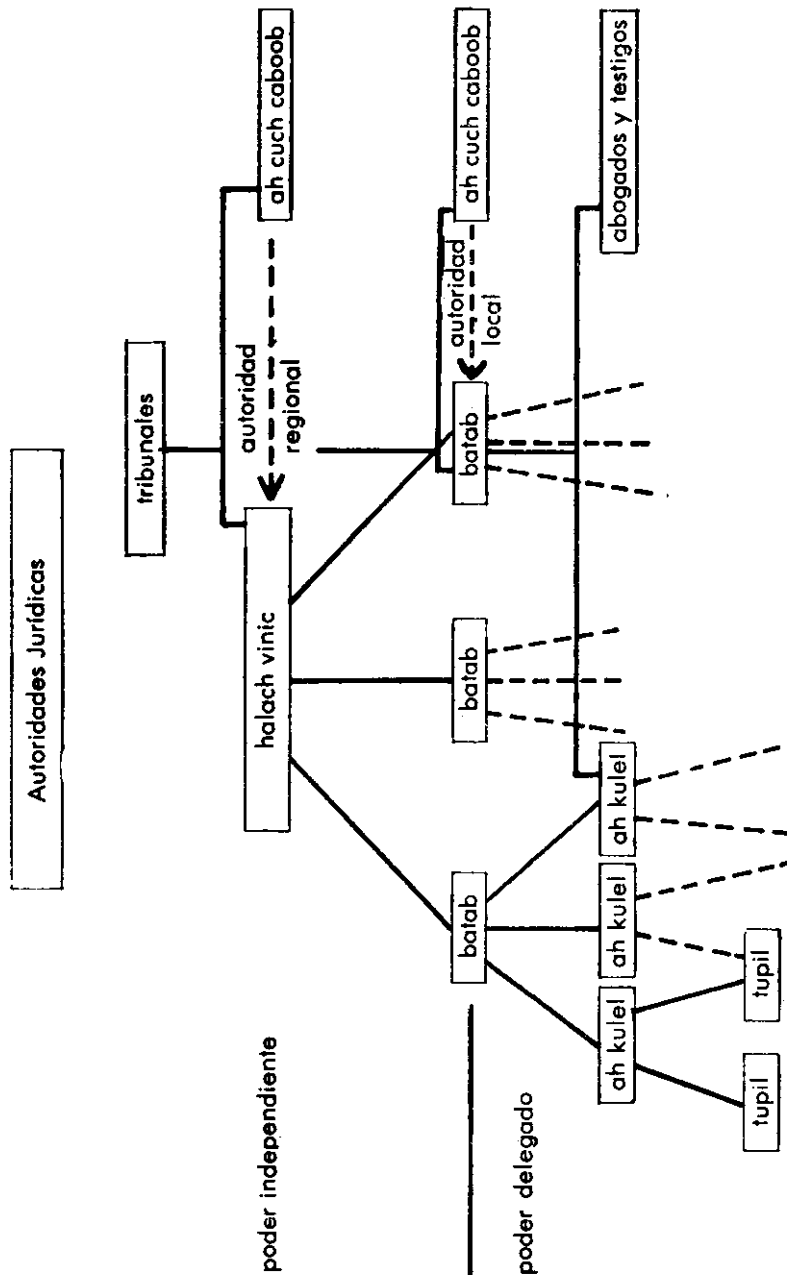 Autoridades Jurídicas
tribunales
poder independiente
halach vinic
autoridad
regional
ah cuch caboob
poder delegado
batab
batab
batab
autoridad
local
ah cuch caboob
ah kulel
ah kulel
ah kulel
abogados y testigos
tupil
tupil